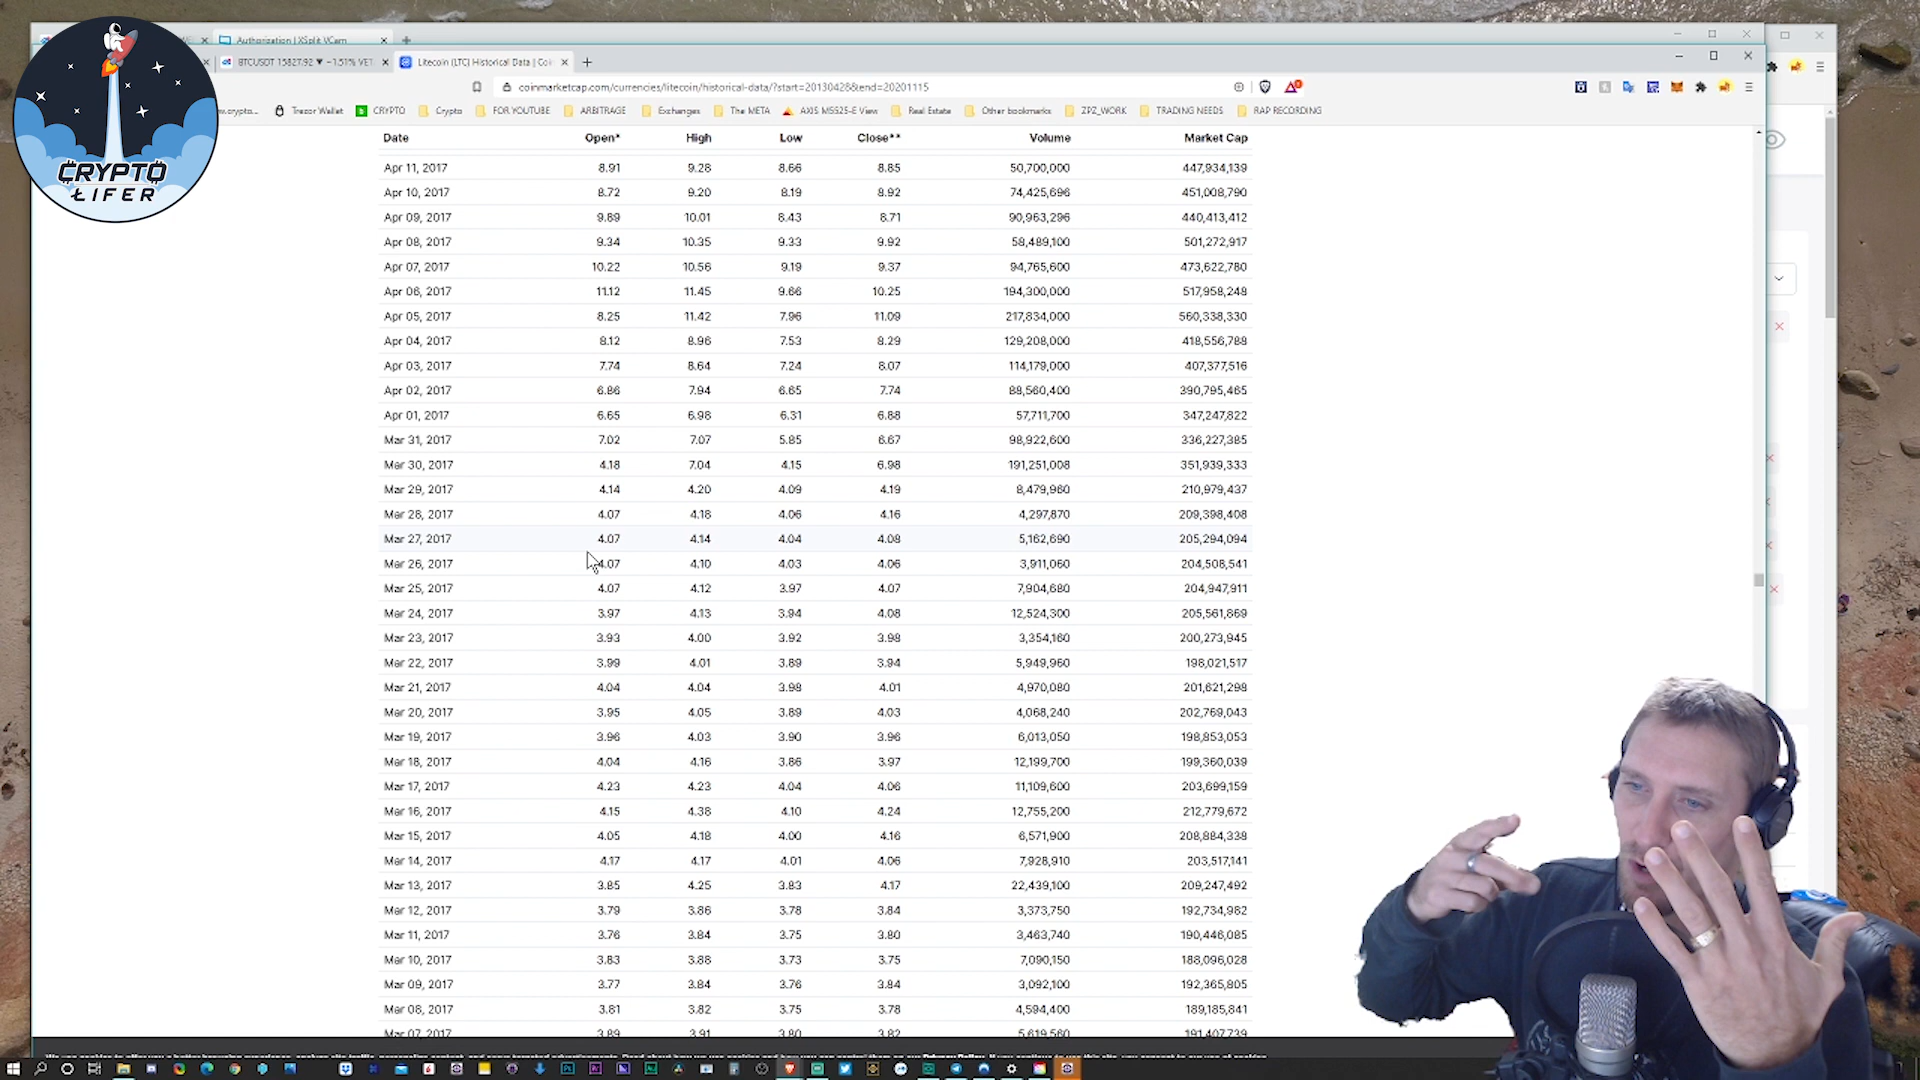 Authorization | XSplit VCam
BTCUSDT 15827.92 ▼ −1.51% VET
Litecoin (LTC) Historical Data | Coi
coinmarketcap.com/currencies/litecoin/historical-data/?start=20130428&end=20201115
Trezor Wallet CRYPTO Crypto FOR YOUTUBE ARBITRAGE Exchanges The META AXIS M5525-E View Real Estate Other bookmarks ZPZ_WORK TRADING NEEDS RAP RECORDING
CRYPTO
LIFER
Date Open* High Low Close** Volume Market Cap
Apr 11, 2017 8.91 9.28 8.66 8.85 50,700,000 447,934,139
Apr 10, 2017 8.72 9.20 8.19 8.92 74,425,696 451,008,790
Apr 09, 2017 9.89 10.01 8.43 8.71 90,963,296 440,413,412
Apr 08, 2017 9.34 10.35 9.33 9.92 58,489,100 501,272,917
Apr 07, 2017 10.22 10.56 9.19 9.37 94,765,600 473,622,780
Apr 06, 2017 11.12 11.45 9.66 10.25 194,300,000 517,958,248
Apr 05, 2017 8.25 11.42 7.96 11.09 217,834,000 560,338,330
Apr 04, 2017 8.12 8.96 7.53 8.29 129,208,000 418,556,788
Apr 03, 2017 7.74 8.64 7.24 8.07 114,179,000 407,377,516
Apr 02, 2017 6.86 7.94 6.65 7.74 88,560,400 390,795,465
Apr 01, 2017 6.65 6.98 6.31 6.88 57,711,700 347,247,822
Mar 31, 2017 7.02 7.07 5.85 6.67 98,922,600 336,227,385
Mar 30, 2017 4.18 7.04 4.15 6.98 191,251,008 351,939,333
Mar 29, 2017 4.14 4.20 4.09 4.19 8,479,960 210,979,437
Mar 28, 2017 4.07 4.18 4.06 4.16 4,297,870 209,398,408
Mar 27, 2017 4.07 4.14 4.04 4.08 5,162,690 205,294,094
Mar 26, 2017 4.07 4.10 4.03 4.06 3,911,060 204,508,541
Mar 25, 2017 4.07 4.12 3.97 4.07 7,904,680 204,947,911
Mar 24, 2017 3.97 4.13 3.94 4.08 12,524,300 205,561,869
Mar 23, 2017 3.93 4.00 3.92 3.98 3,354,160 200,273,945
Mar 22, 2017 3.99 4.01 3.89 3.94 5,949,960 198,021,517
Mar 21, 2017 4.04 4.04 3.98 4.01 4,970,080 201,621,298
Mar 20, 2017 3.95 4.05 3.89 4.03 4,068,240 202,769,043
Mar 19, 2017 3.96 4.03 3.90 3.96 6,013,050 198,853,053
Mar 18, 2017 4.04 4.16 3.86 3.97 12,199,700 199,360,039
Mar 17, 2017 4.23 4.23 4.04 4.06 11,109,600 203,699,159
Mar 16, 2017 4.15 4.38 4.10 4.24 12,755,200 212,779,672
Mar 15, 2017 4.05 4.18 4.00 4.16 6,571,900 208,884,338
Mar 14, 2017 4.17 4.17 4.01 4.06 7,928,910 203,517,141
Mar 13, 2017 3.85 4.25 3.83 4.17 22,439,100 209,247,492
Mar 12, 2017 3.79 3.86 3.78 3.84 3,373,750 192,734,982
Mar 11, 2017 3.76 3.84 3.75 3.80 3,463,740 190,446,085
Mar 10, 2017 3.83 3.88 3.73 3.75 7,090,150 188,096,028
Mar 09, 2017 3.77 3.84 3.76 3.84 3,092,100 192,365,805
Mar 08, 2017 3.81 3.82 3.75 3.78 4,594,400 189,185,841
Mar 07, 2017 3.89 3.91 3.80 3.82 5,619,560 191,407,739